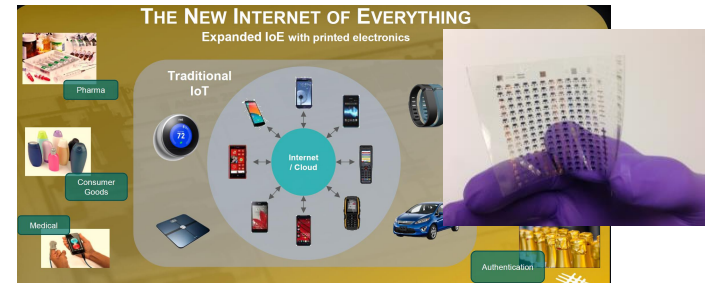 THE NEW INTERNET OF EVERYTHING
Expanded IoE with printed electronics
Traditional
IoT
Pharma
72
Internet
/ Cloud
Consumer
Goods
Medical
Authentication